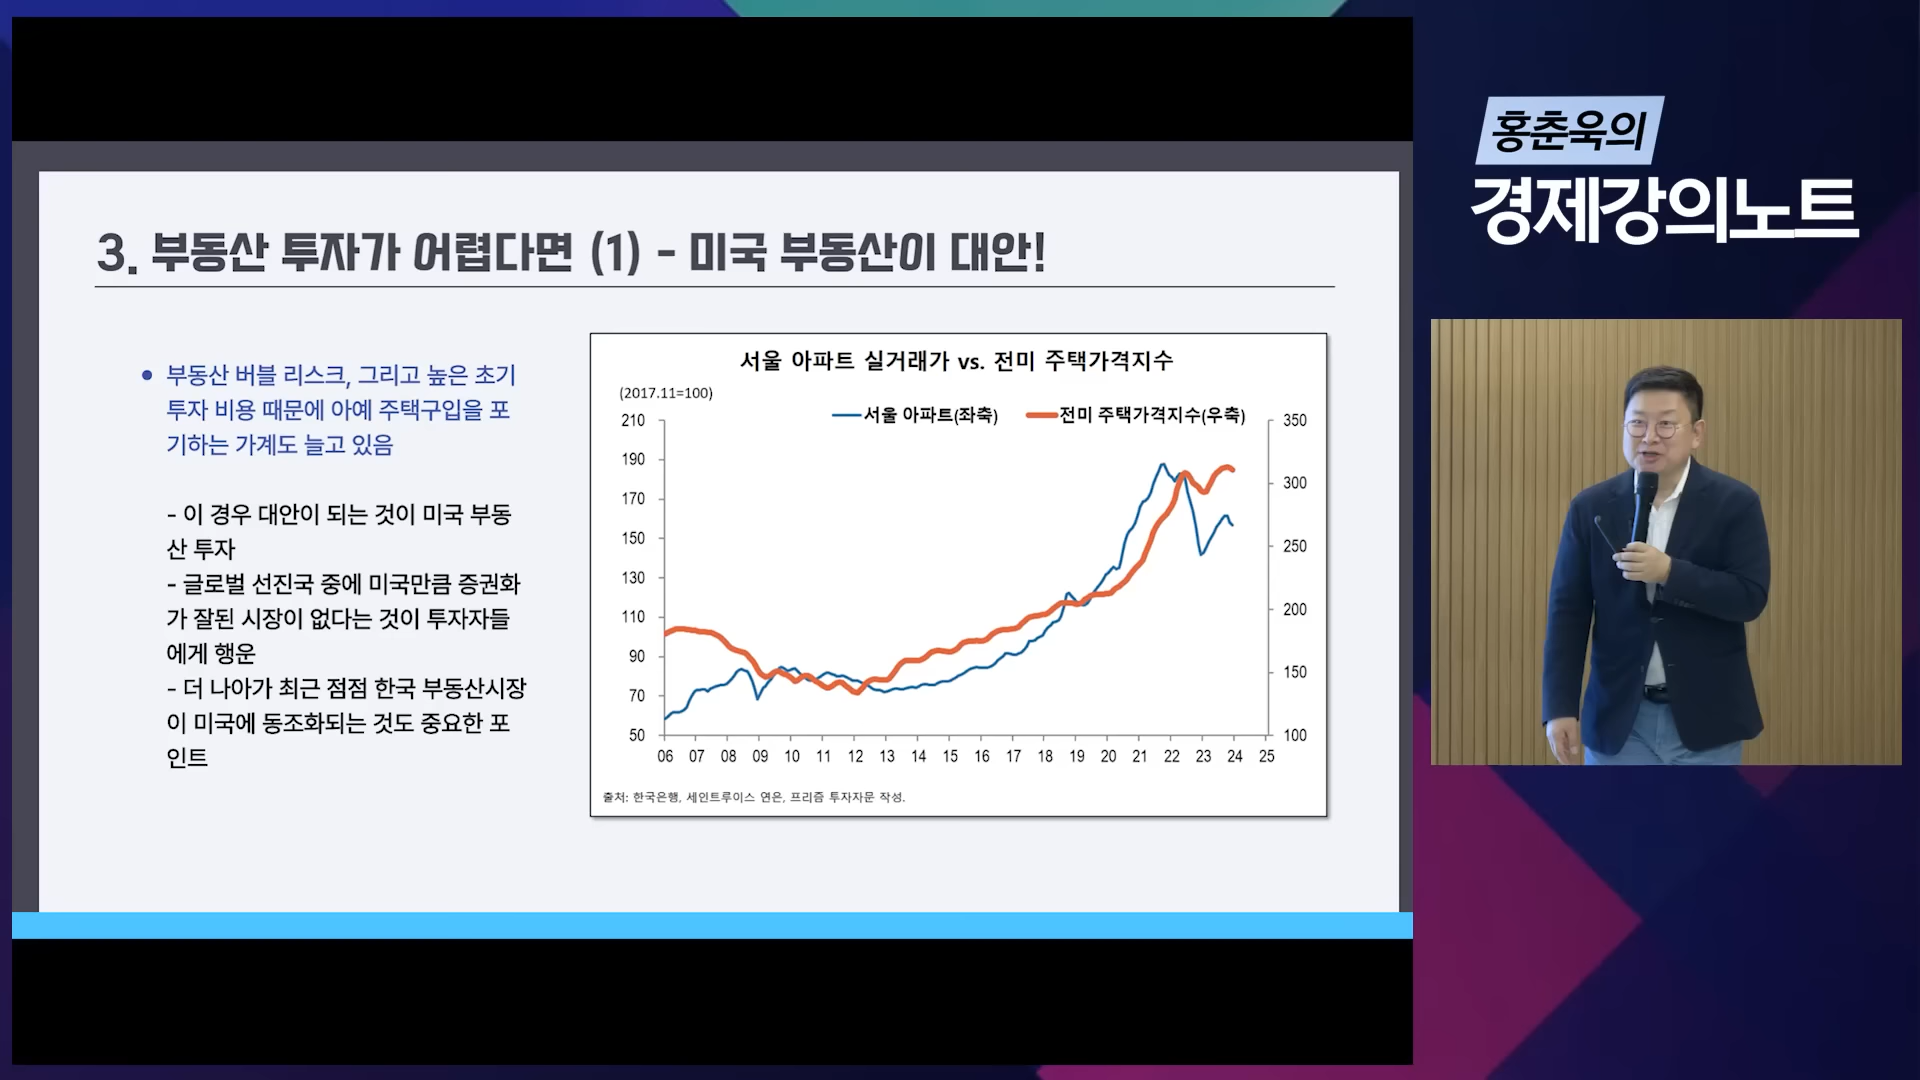 홍춘욱의
경제강의노트
3. 부동산 투자가 어렵다면 (1) - 미국 부동산이 대안!
• 부동산 버블 리스크, 그리고 높은 초기
투자 비용 때문에 아예 주택구입을 포
기하는 가계도 늘고 있음
- 이 경우 대안이 되는 것이 미국 부동
산 투자
- 글로벌 선진국 중에 미국만큼 증권화
가 잘된 시장이 없다는 것이 투자자들
에게 행운
- 더 나아가 최근 점점 한국 부동산시장
이 미국에 동조화되는 것도 중요한 포
인트
서울 아파트 실거래가 vs. 전미 주택가격지수
(2017.11=100)
서울 아파트(좌축) 전미 주택가격지수(우축)
210 350
190
170 300
150 250
130
110 200
90
70 150
50 100
06 07 08 09 10 11 12 13 14 15 16 17 18 19 20 21 22 23 24 25
출처: 한국은행, 세인트루이스 연은, 프리즘 투자자문 작성.